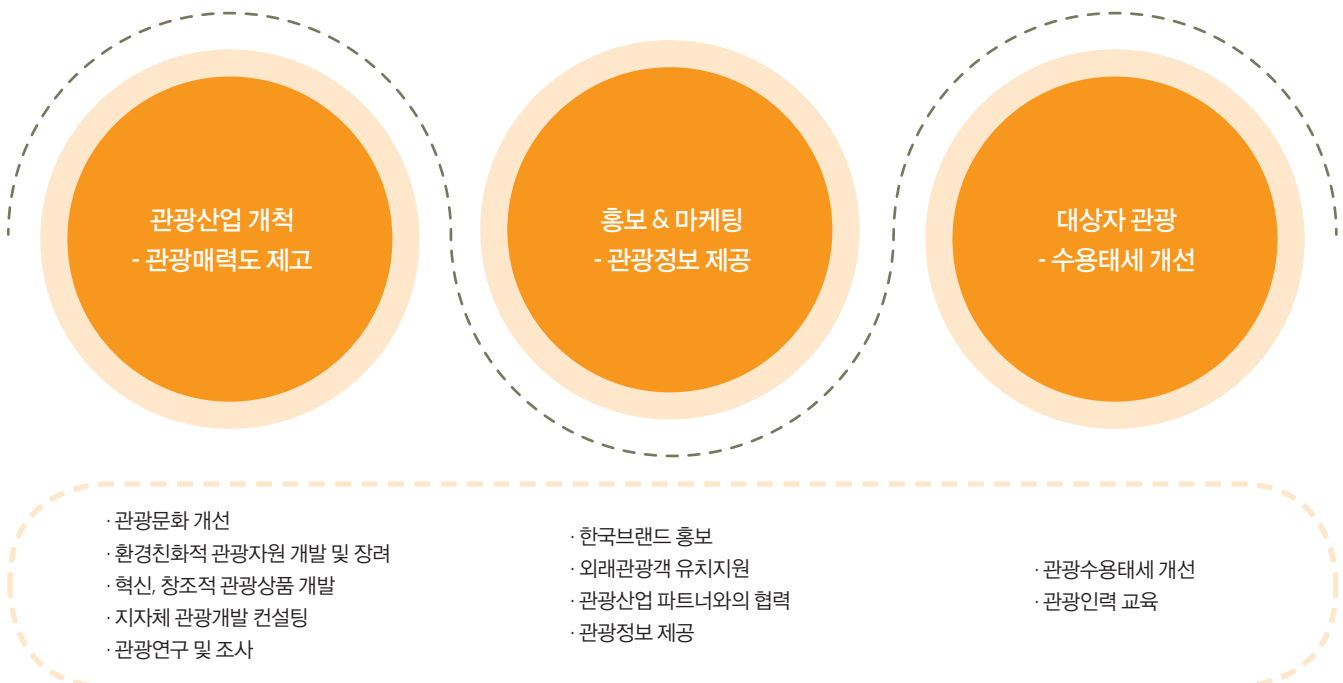 관광산업 개척
- 관광매력도 제고
홍보 & 마케팅
- 관광정보 제공
대상자 관광
- 수용태세 개선
· 관광문화 개선
· 환경친화적 관광자원 개발 및 장려
· 혁신, 창조적 관광상품 개발
· 지자체 관광개발 컨설팅
· 관광연구 및 조사
· 한국브랜드 홍보
· 외래관광객 유치지원
· 관광산업 파트너와의 협력
· 관광정보 제공
· 관광수용태세 개선
· 관광인력 교육